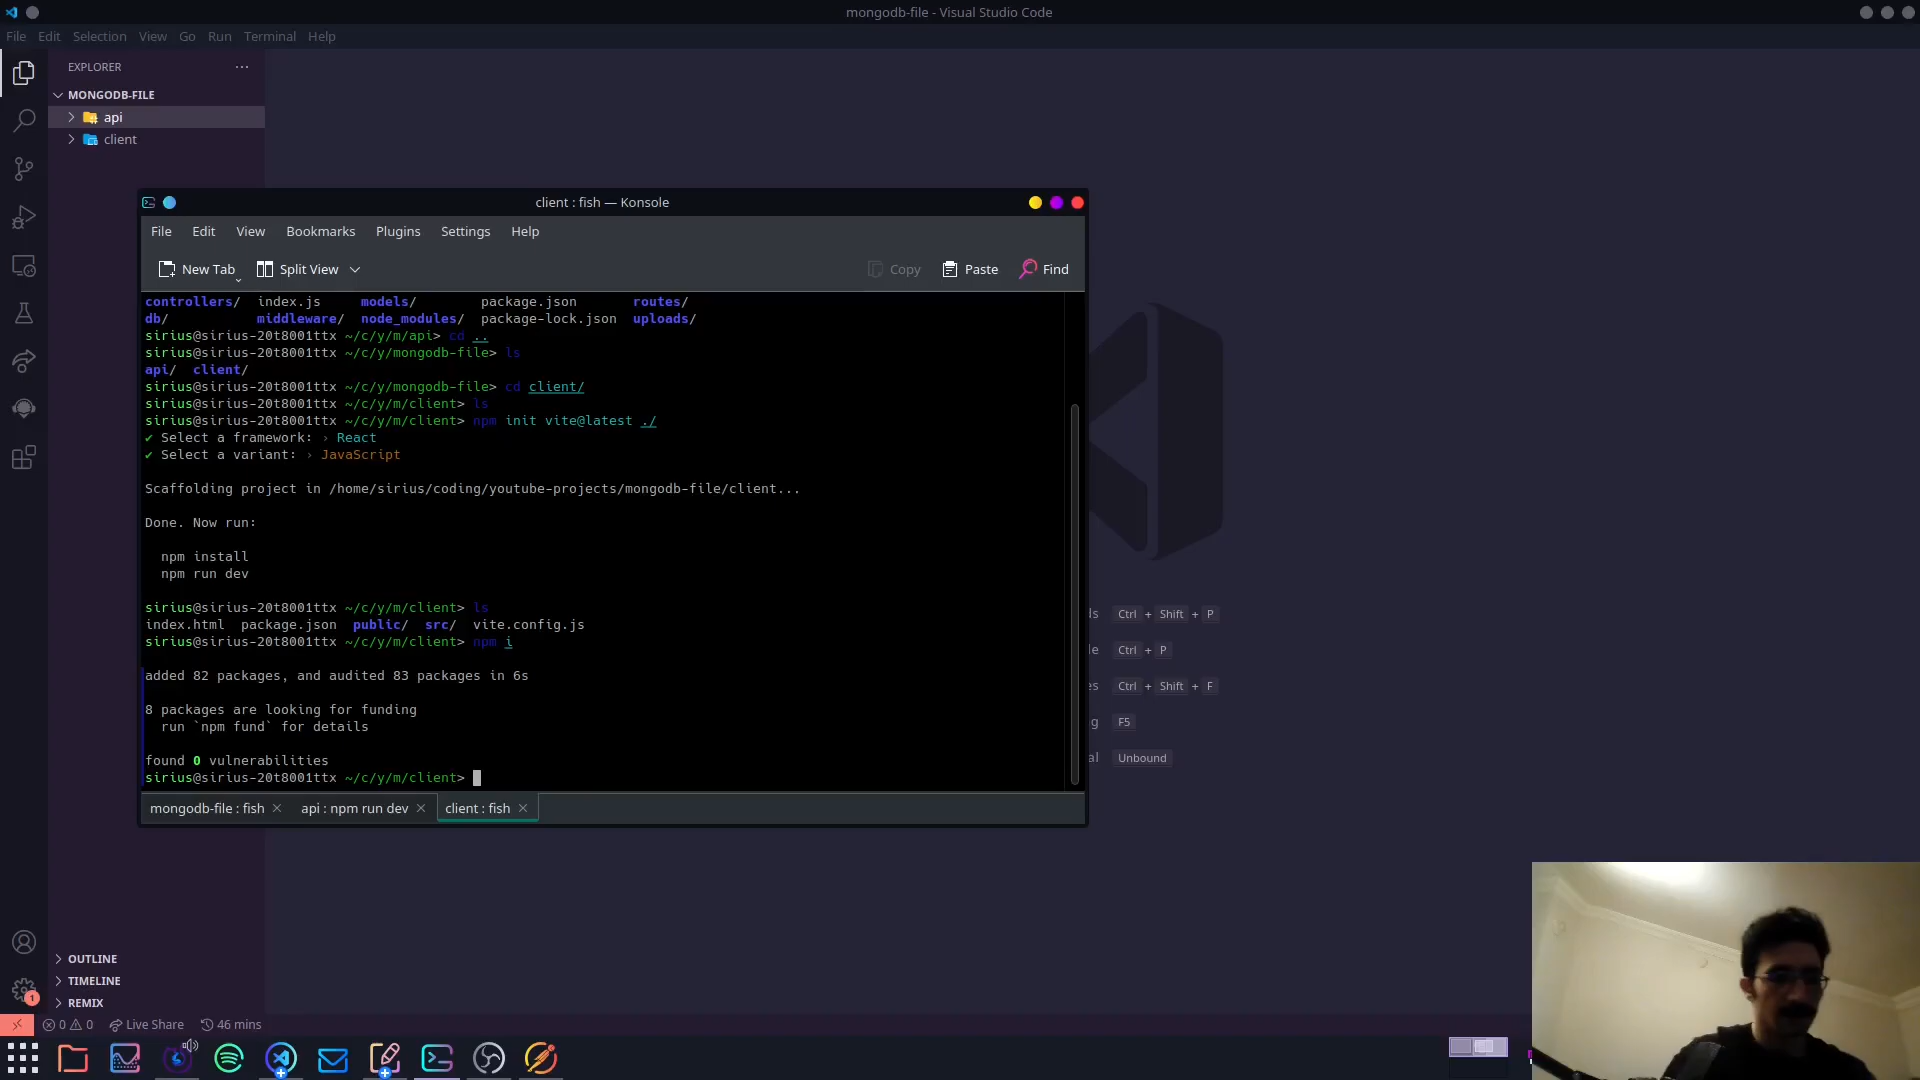 mongodb-file - Visual Studio Code
File Edit Selection View Go Run Terminal Help
EXPLORER
MONGODB-FILE
api
client
client : fish — Konsole
File Edit View Bookmarks Plugins Settings Help
New Tab Split View Copy Paste Find
controllers/ index.js models/ package.json routes/
db/ middleware/ node_modules/ package-lock.json uploads/
sirius@sirius-20t8001ttx ~/c/y/m/api> cd ..
sirius@sirius-20t8001ttx ~/c/y/mongodb-file> ls
api/ client/
sirius@sirius-20t8001ttx ~/c/y/mongodb-file> cd client/
sirius@sirius-20t8001ttx ~/c/y/m/client> ls
sirius@sirius-20t8001ttx ~/c/y/m/client> npm init vite@latest ./
✔ Select a framework: › React
✔ Select a variant: › JavaScript
Scaffolding project in /home/sirius/coding/youtube-projects/mongodb-file/client...
Done. Now run:
npm install
npm run dev
sirius@sirius-20t8001ttx ~/c/y/m/client> ls
index.html package.json public/ src/ vite.config.js
sirius@sirius-20t8001ttx ~/c/y/m/client> npm i
added 82 packages, and audited 83 packages in 6s
8 packages are looking for funding
run `npm fund` for details
found 0 vulnerabilities
sirius@sirius-20t8001ttx ~/c/y/m/client>
mongodb-file : fish api : npm run dev client : fish
Ctrl + Shift + P
Ctrl + P
Ctrl + Shift + F
F5
Unbound
OUTLINE
TIMELINE
REMIX
1
0 0 Live Share 46 mins